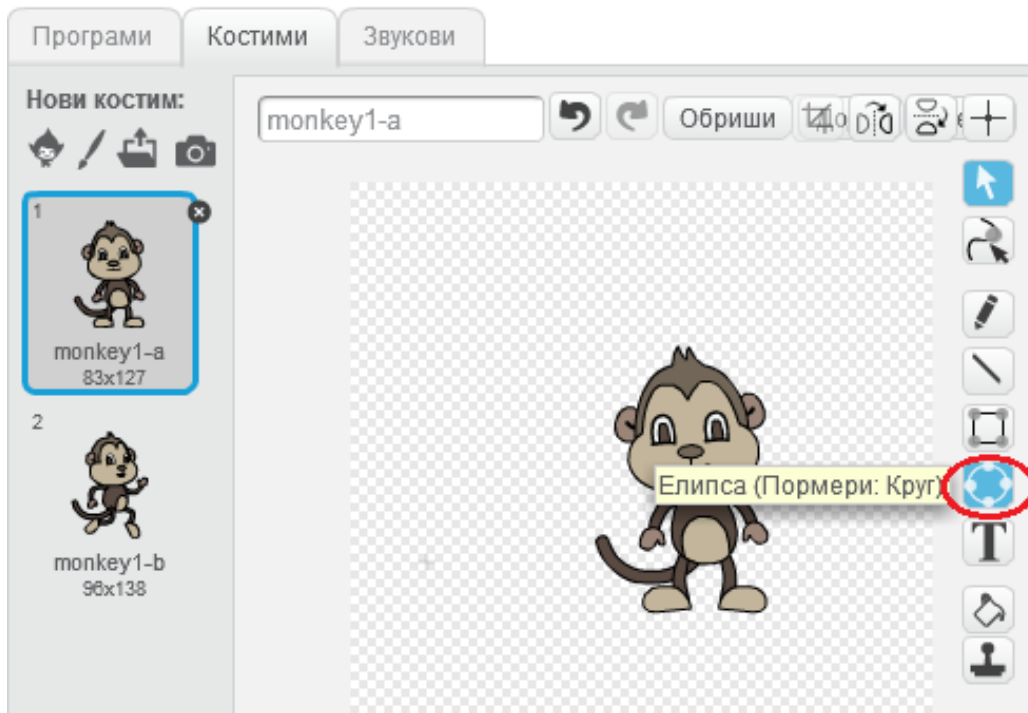 Програми
Костими
Звукови
Нови костим:
monkey1-a
Обриши
1
monkey1-a
83x127
2
monkey1-b
96x138
Елипса (Пормери: Круг)
T